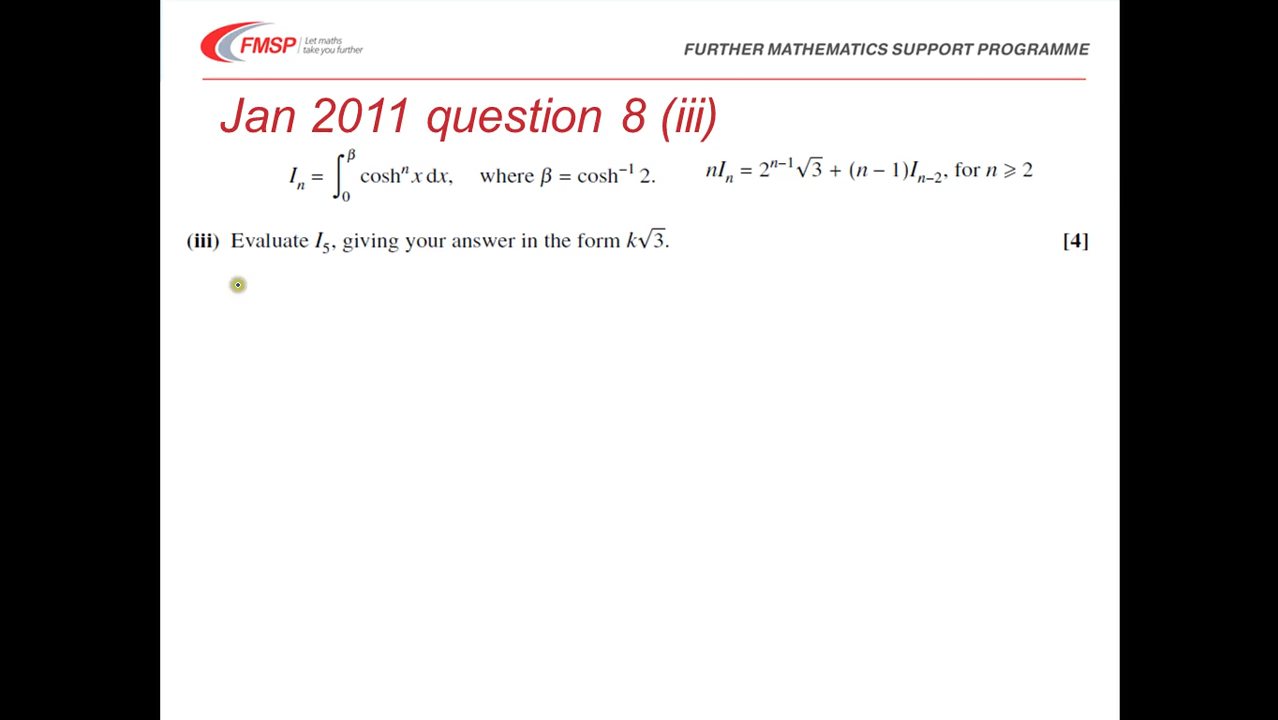 FMSP Let maths take you further
FURTHER MATHEMATICS SUPPORT PROGRAMME
Jan 2011 question 8 (iii)
Iₙ = ∫₀^β coshⁿ x dx, where β = cosh⁻¹ 2. nIₙ = 2ⁿ⁻¹√3 + (n − 1)Iₙ₋₂, for n ⩾ 2
(iii) Evaluate I₅, giving your answer in the form k√3. [4]